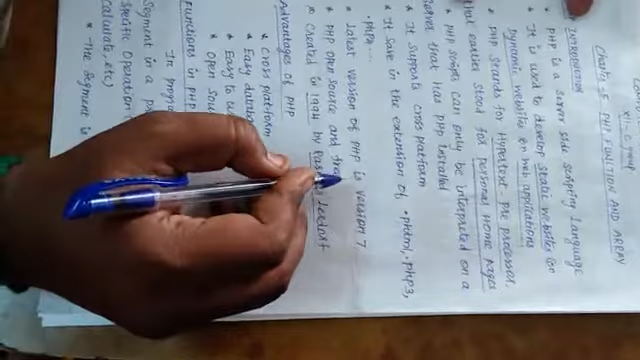 XII-
Chapter-5 PHP FUNCTION AND ARRAY
INTRODUCTION
* PHP is a server side scripting language
* It is used to develop static websites (or)
Dynamic websites or web applications
* PHP stands for Hypertext Pre processor,
that earlier stood for personal Home pages
* PHP scripts can only be interpreted on a
server that has PHP installed
* It supports cross platform
* It save in the extension of .phtml, .php3,
.php4...
* Latest version of PHP is version 7
* PHP open source and
* Created in 1994 by Lerdorf
Advantages of PHP
* Cross platform
* Easy
* Easy to
* Open
Functions in PHP
In
Segment in a
Specific operation
Calculate, etc)
* The segment is